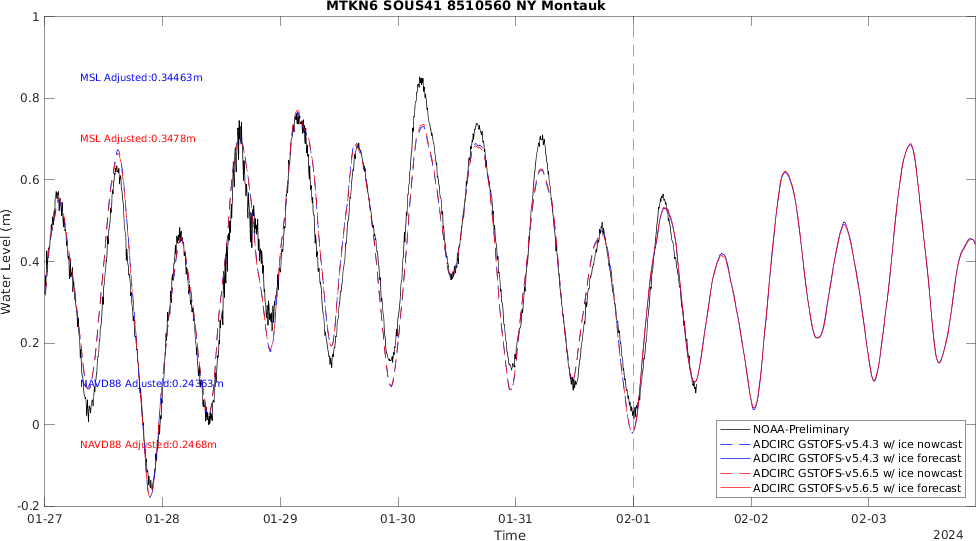 MTKN6 SOUS41 8510560 NY Montauk
Water Level (m)
1
0.8
0.6
0.4
0.2
0
-0.2
MSL Adjusted:0.34463m
MSL Adjusted:0.3478m
NAVD88 Adjusted:0.24363m
NAVD88 Adjusted:0.2468m
NOAA-Preliminary
ADCIRC GSTOFS-v5.4.3 w/ ice nowcast
ADCIRC GSTOFS-v5.4.3 w/ ice forecast
ADCIRC GSTOFS-v5.6.5 w/ ice nowcast
ADCIRC GSTOFS-v5.6.5 w/ ice forecast
01-27 01-28 01-29 01-30 01-31 02-01 02-02 02-03
Time
2024